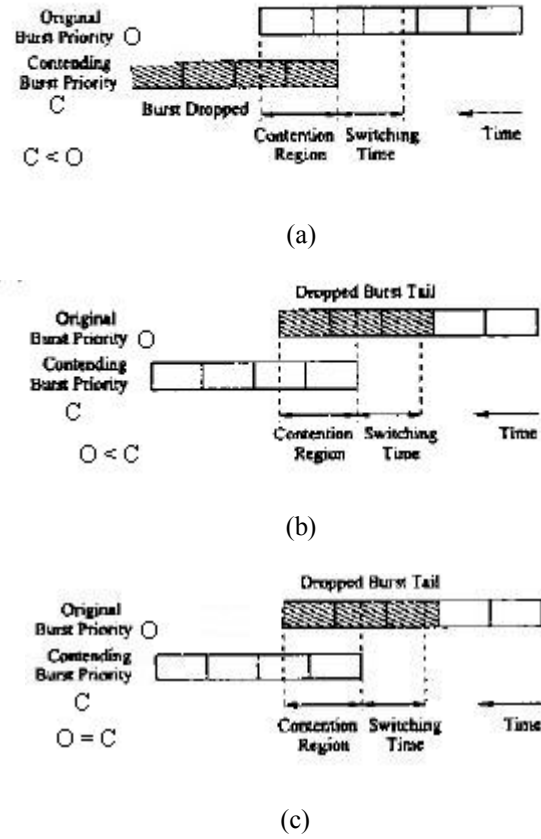 Original
Burst Priority O
Contending
Burst Priority
C
Burst Dropped
Contention Region
Switching Time
Time
C < O
(a)
Dropped Burst Tail
Original
Burst Priority O
Contending
Burst Priority
C
Contention Region
Switching Time
Time
O < C
(b)
Dropped Burst Tail
Original
Burst Priority O
Contending
Burst Priority
C
Contention Region
Switching Time
Time
O = C
(c)